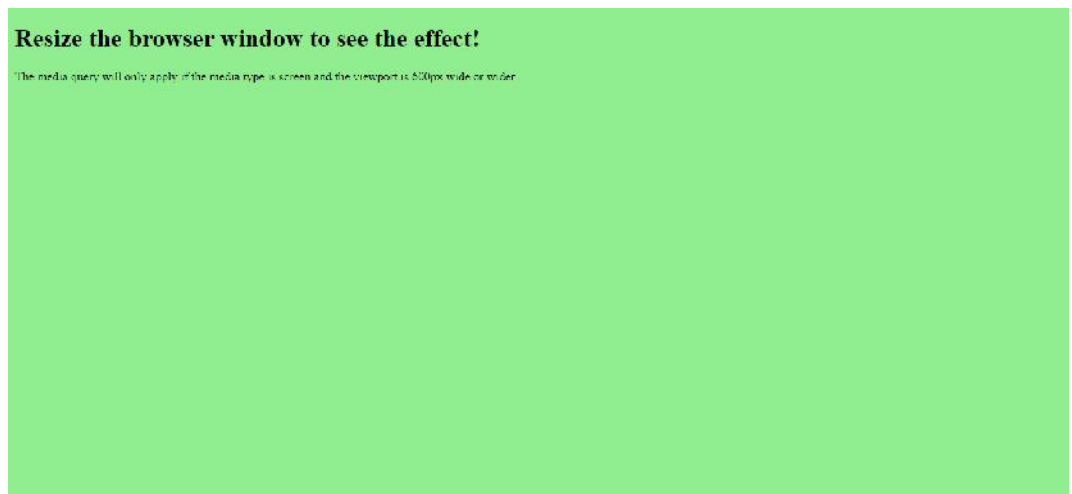 Resize the browser window to see the effect!
The media query will only apply if the media type is screen and the viewport is 600px wide or wider